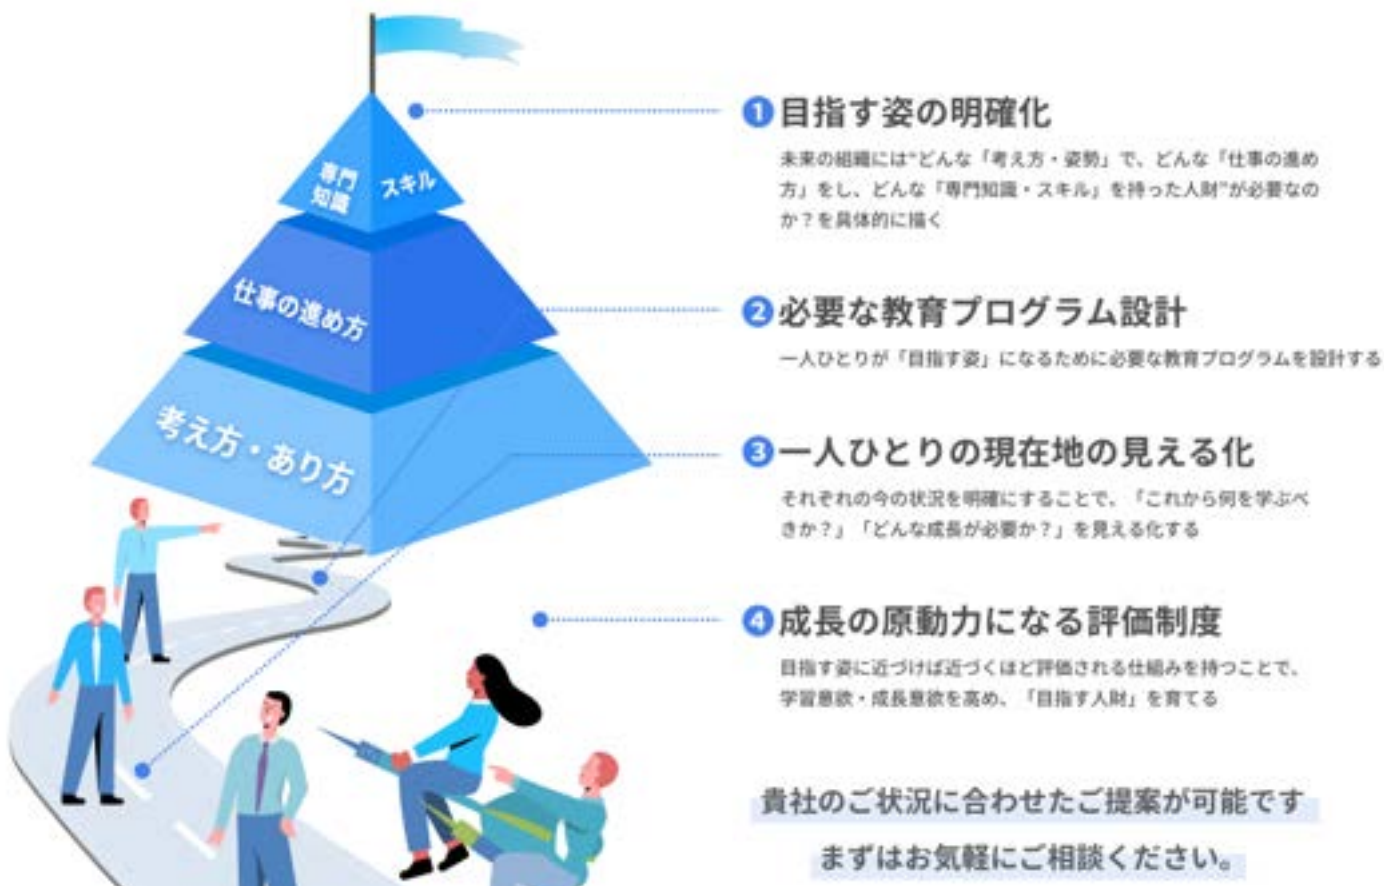 専門
知識
スキル
仕事の進め方
考え方・あり方
1 目指す姿の明確化
未来の組織には“どんな「考え方・姿勢」で、どんな「仕事の進め
方」をし、どんな「専門知識・スキル」を持った人財”が必要なの
か？を具体的に描く
2 必要な教育プログラム設計
一人ひとりが「目指す姿」になるために必要な教育プログラムを設計する
3 一人ひとりの現在地の見える化
それぞれの今の状況を明確にすることで、「これから何を学ぶべ
きか？」「どんな成長が必要か？」を見える化する
4 成長の原動力になる評価制度
目指す姿に近づけば近づくほど評価される仕組みを持つことで、
学習意欲・成長意欲を高め、「目指す人財」を育てる
貴社のご状況に合わせたご提案が可能です
まずはお気軽にご相談ください。